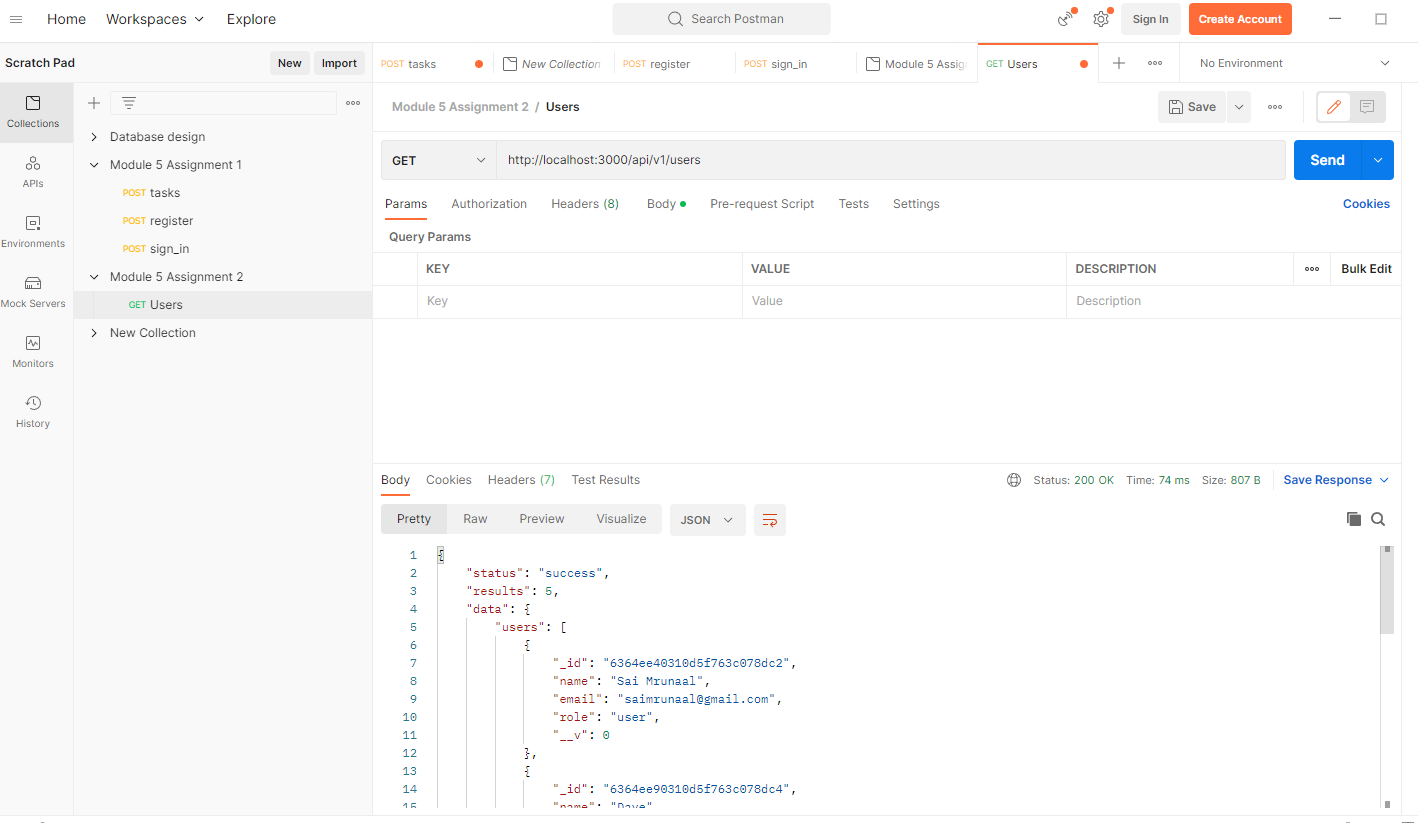 Home Workspaces Explore Search Postman Sign In Create Account
Scratch Pad New Import
POST tasks New Collection POST register POST sign_in Module 5 Assig GET Users No Environment
Collections
APIs
Environments
Mock Servers
Monitors
History
Database design
Module 5 Assignment 1
POST tasks
POST register
POST sign_in
Module 5 Assignment 2
GET Users
New Collection
Module 5 Assignment 2 / Users Save
GET http://localhost:3000/api/v1/users Send
Params Authorization Headers (8) Body Pre-request Script Tests Settings Cookies
Query Params
KEY VALUE DESCRIPTION Bulk Edit
Key Value Description
Body Cookies Headers (7) Test Results Status: 200 OK Time: 74 ms Size: 807 B Save Response
Pretty Raw Preview Visualize JSON
1 {
2 "status": "success",
3 "results": 5,
4 "data": {
5 "users": [
6 {
7 "_id": "6364ee40310d5f763c078dc2",
8 "name": "Sai Mrunaal",
9 "email": "saimrunaal@gmail.com",
10 "role": "user",
11 "__v": 0
12 },
13 {
14 "_id": "6364ee90310d5f763c078dc4",
15 "name": "Dave"